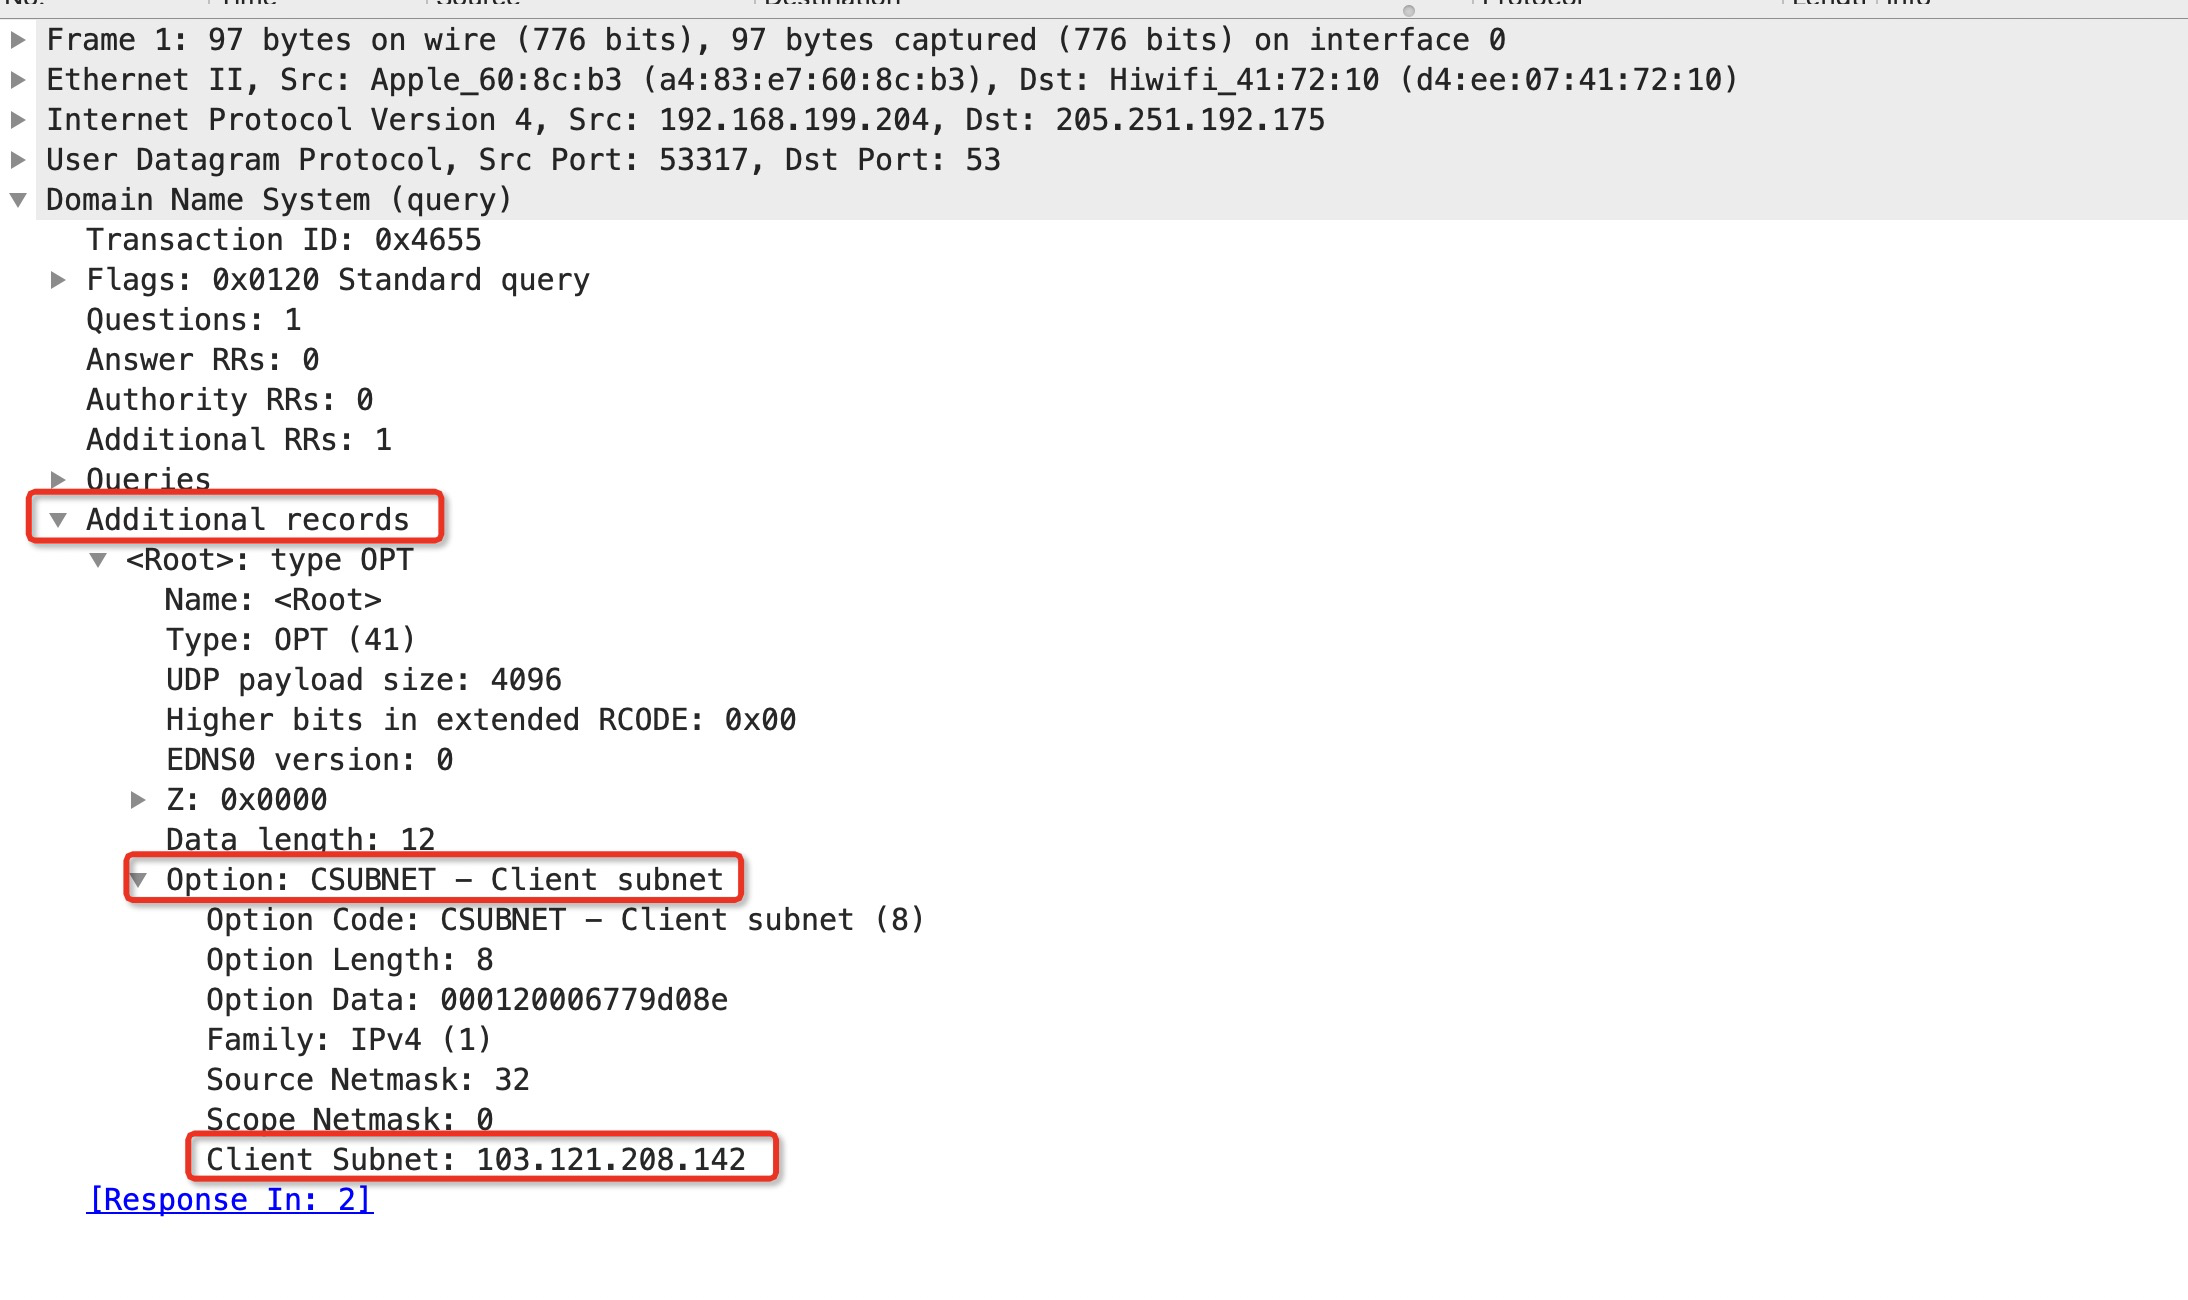 Frame 1: 97 bytes on wire (776 bits), 97 bytes captured (776 bits) on interface 0
Ethernet II, Src: Apple_60:8c:b3 (a4:83:e7:60:8c:b3), Dst: Hiwifi_41:72:10 (d4:ee:07:41:72:10)
Internet Protocol Version 4, Src: 192.168.199.204, Dst: 205.251.192.175
User Datagram Protocol, Src Port: 53317, Dst Port: 53
Domain Name System (query)
Transaction ID: 0x4655
Flags: 0x0120 Standard query
Questions: 1
Answer RRs: 0
Authority RRs: 0
Additional RRs: 1
Queries
Additional records
<Root>: type OPT
Name: <Root>
Type: OPT (41)
UDP payload size: 4096
Higher bits in extended RCODE: 0x00
EDNS0 version: 0
Z: 0x0000
Data length: 12
Option: CSUBNET – Client subnet
Option Code: CSUBNET – Client subnet (8)
Option Length: 8
Option Data: 000120006779d08e
Family: IPv4 (1)
Source Netmask: 32
Scope Netmask: 0
Client Subnet: 103.121.208.142
[Response In: 2]